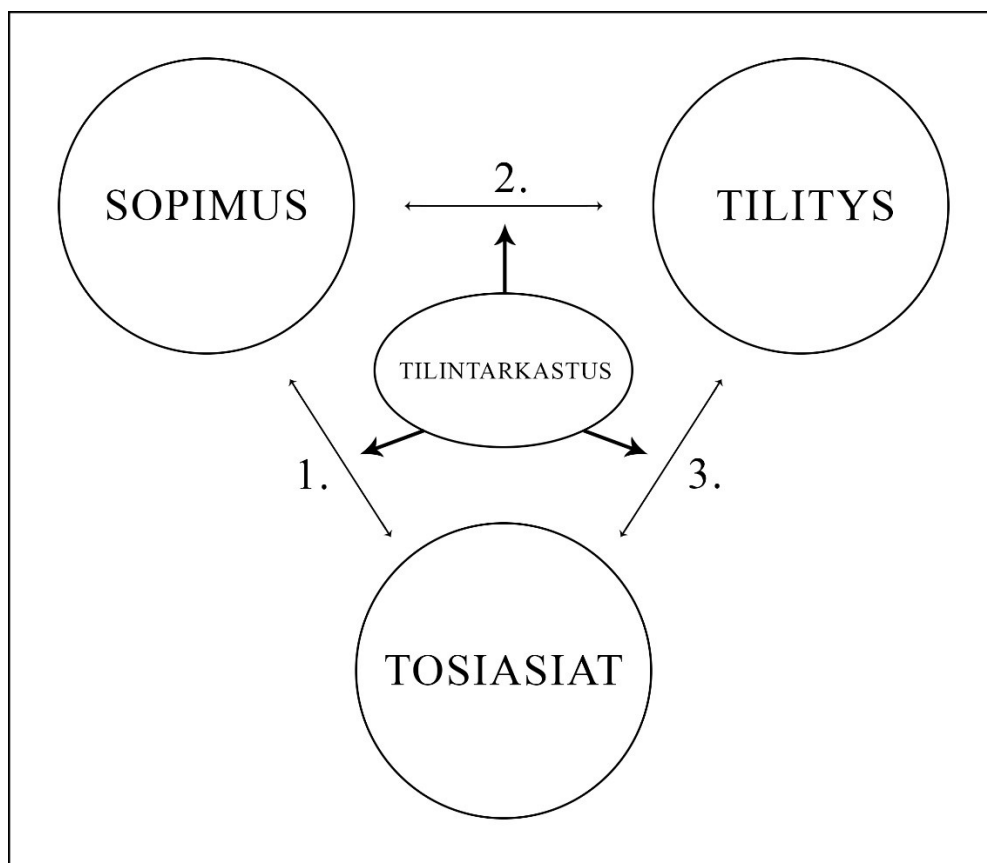 2.
SOPIMUS
TILITYS
TILINTARKASTUS
1.
3.
TOSIASIAT